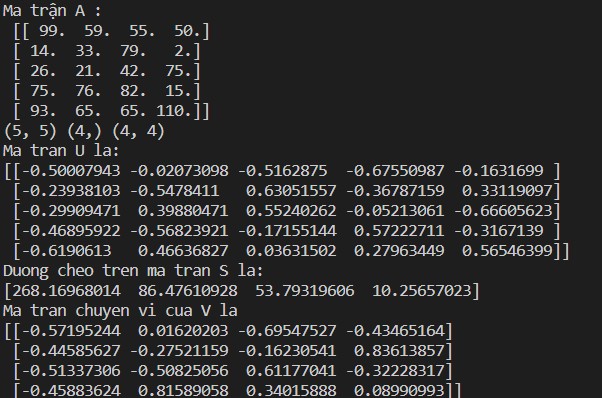 Ma trận A :
 [[ 99.  59.  55.  50.]
 [ 14.  33.  79.   2.]
 [ 26.  21.  42.  75.]
 [ 75.  76.  82.  15.]
 [ 93.  65.  65. 110.]]
(5, 5) (4,) (4, 4)
Ma tran U la:
[[-0.50007943 -0.02073098 -0.5162875  -0.67550987 -0.1631699 ]
 [-0.23938103 -0.5478411   0.63051557 -0.36787159  0.33119097]
 [-0.29909471  0.39880471  0.55240262 -0.05213061 -0.66605623]
 [-0.46895922 -0.56823921 -0.17155144  0.57222711 -0.3167139 ]
 [-0.6190613   0.46636827  0.03631502  0.27963449  0.56546399]]
Duong cheo tren ma tran S la:
[268.16968014  86.47610928  53.79319606  10.25657023]
Ma tran chuyen vi cua V la
[[-0.57195244  0.01620203 -0.69547527 -0.43465164]
 [-0.44585627 -0.27521159 -0.16230541  0.83613857]
 [-0.51337306 -0.50825056  0.61177041 -0.32228317]
 [-0.45883624  0.81589058  0.34015888  0.08990993]]